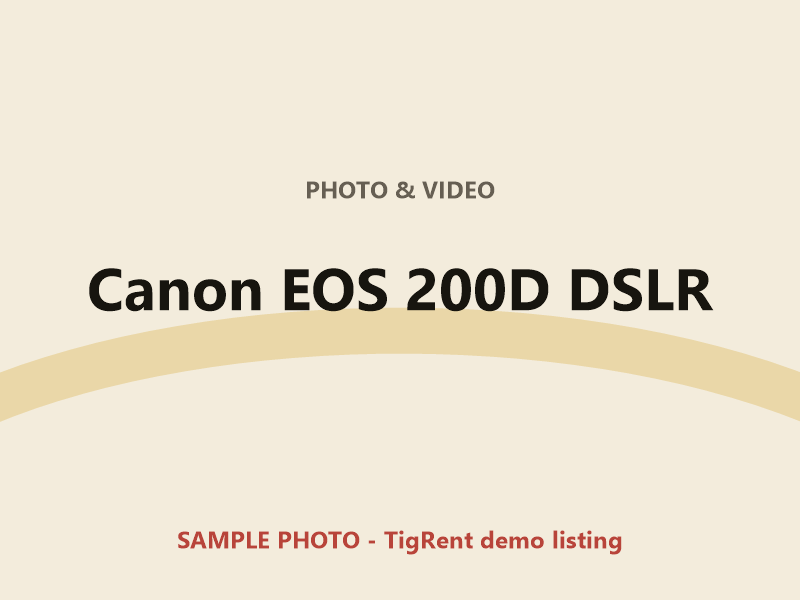 PHOTO & VIDEO
Canon EOS 200D DSLR
SAMPLE PHOTO - TigRent demo listing